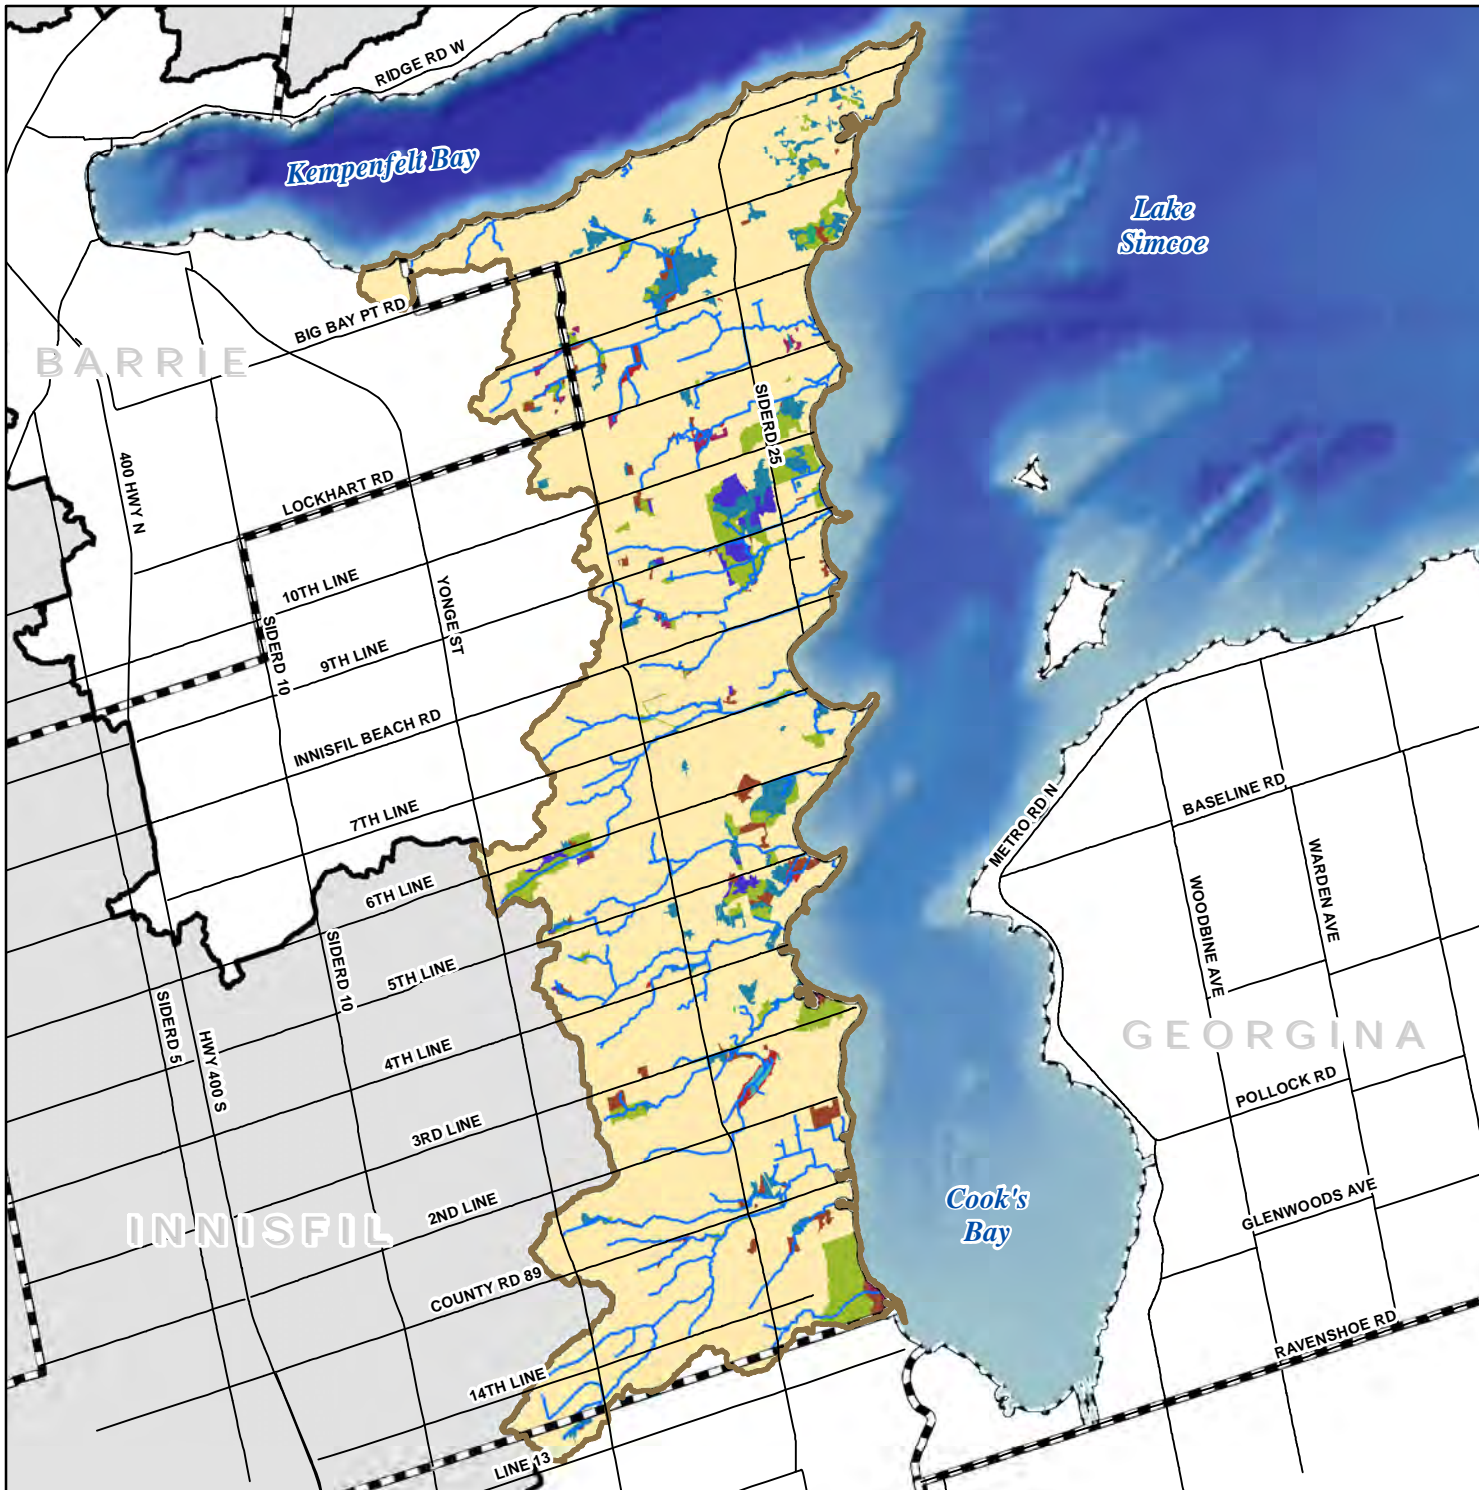 RIDGE RD W
Kempenfelt Bay
Lake
Simcoe
BIG BAY PT RD
BARRIE
SIDERD 25
400 HWY N
LOCKHART RD
10TH LINE
YONGE ST
SIDERD 10
9TH LINE
INNISFIL BEACH RD
7TH LINE
METRO RD N
BASELINE RD
WARDEN AVE
WOODBINE AVE
6TH LINE
SIDERD 10
5TH LINE
SIDERD 5
HWY 400 S
4TH LINE
GEORGINA
POLLOCK RD
3RD LINE
2ND LINE
INNISFIL
Cook's
Bay
GLENWOODS AVE
COUNTY RD 89
RAVENSHOE RD
14TH LINE
LINE 13